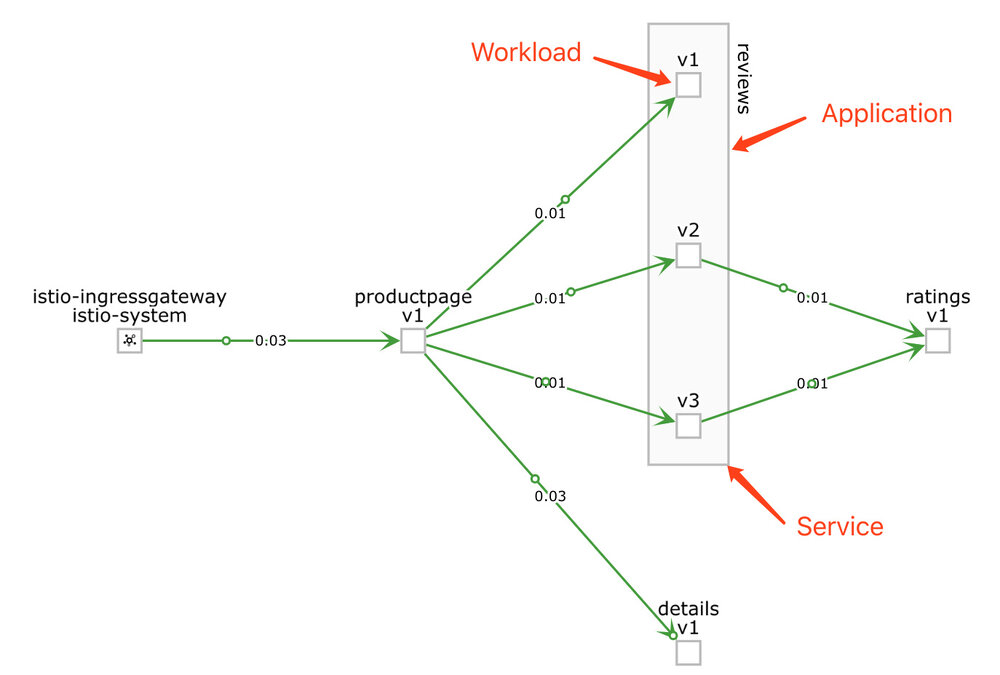 Workload
v1
reviews
Application
0.01
v2
0.01
0.01
istio-ingressgateway
istio-system
productpage
v1
ratings
v1
0.03
0.01
0.01
v3
Service
0.03
details
v1